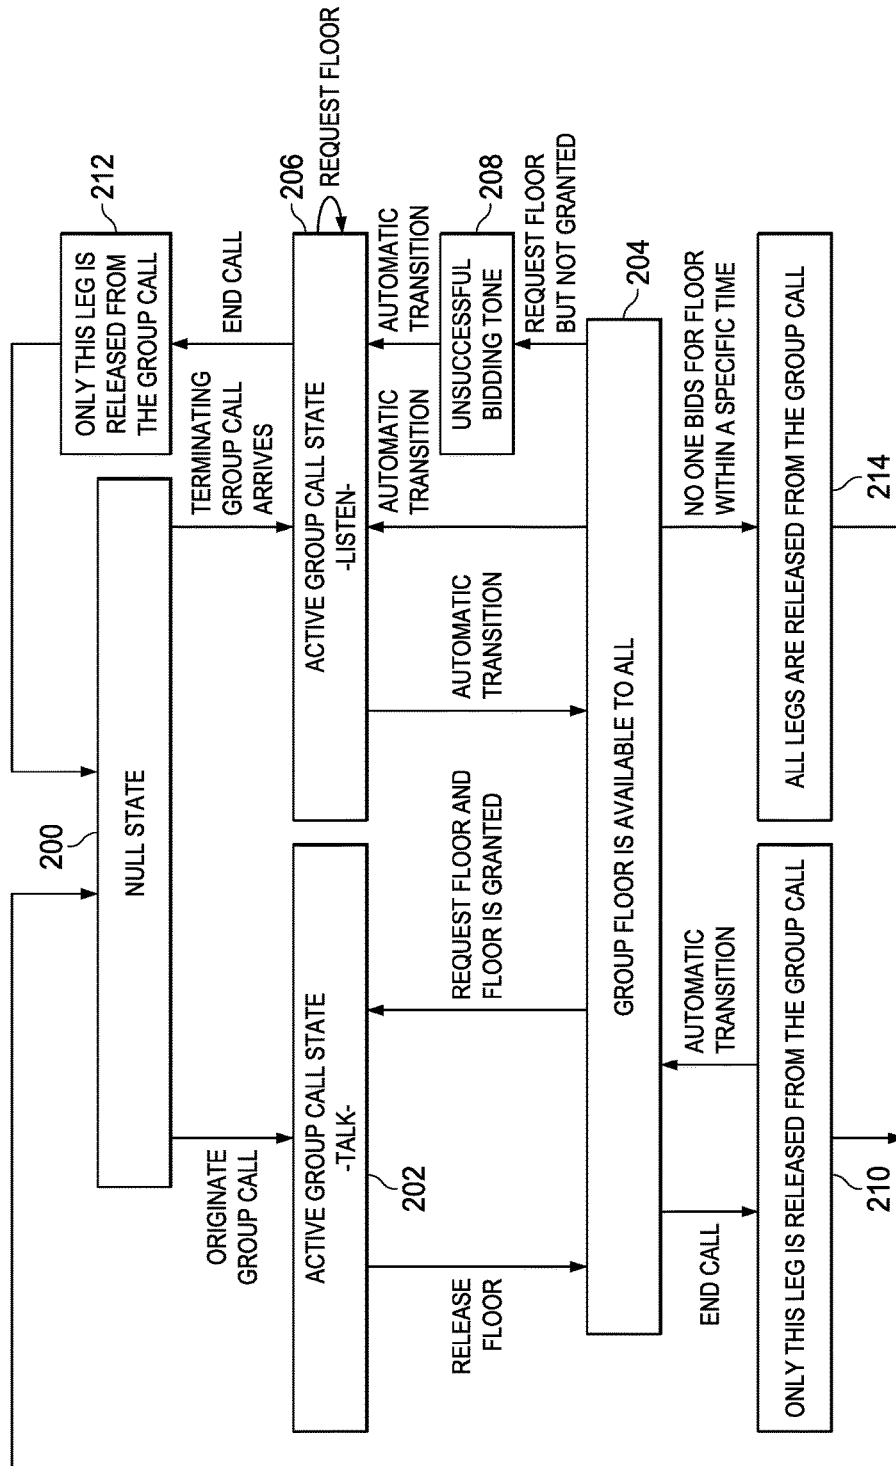 212
ONLY THIS LEG IS
RELEASED FROM
THE GROUP CALL
200
NULL STATE
ORIGINATE
GROUP CALL
TERMINATING
GROUP CALL
ARRIVES
END CALL
206
REQUEST FLOOR
ACTIVE GROUP CALL STATE
-TALK-
202
ACTIVE GROUP CALL STATE
-LISTEN-
RELEASE
FLOOR
REQUEST FLOOR AND
FLOOR IS GRANTED
AUTOMATIC
TRANSITION
AUTOMATIC
TRANSITION
AUTOMATIC
TRANSITION
208
UNSUCCESSFUL
BIDDING TONE
REQUEST FLOOR
BUT NOT GRANTED
204
GROUP FLOOR IS AVAILABLE TO ALL
END CALL
AUTOMATIC
TRANSITION
NO ONE BIDS FOR FLOOR
WITHIN A SPECIFIC TIME
ONLY THIS LEG IS RELEASED FROM THE GROUP CALL
210
ALL LEGS ARE RELEASED FROM THE GROUP CALL
214